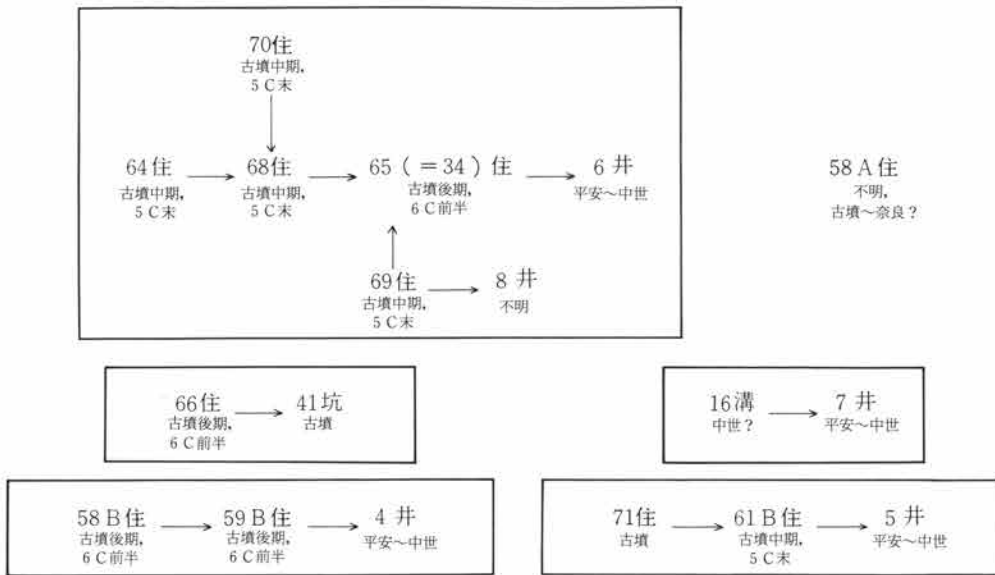 70住
古墳中期,
5C末
64住 → 68住 → 65(=34)住 → 6井
古墳中期,
5C末
古墳中期,
5C末
古墳後期,
6C前半
平安～中世
58A住
不明,
古墳～奈良?
69住 → 8井
古墳中期,
5C末
不明
66住 → 41坑
古墳後期,
6C前半
古墳
16溝 → 7井
中世?
平安～中世
58B住 → 59B住 → 4井
古墳後期,
6C前半
古墳後期,
6C前半
平安～中世
71住 → 61B住 → 5井
古墳
古墳中期,
5C末
平安～中世